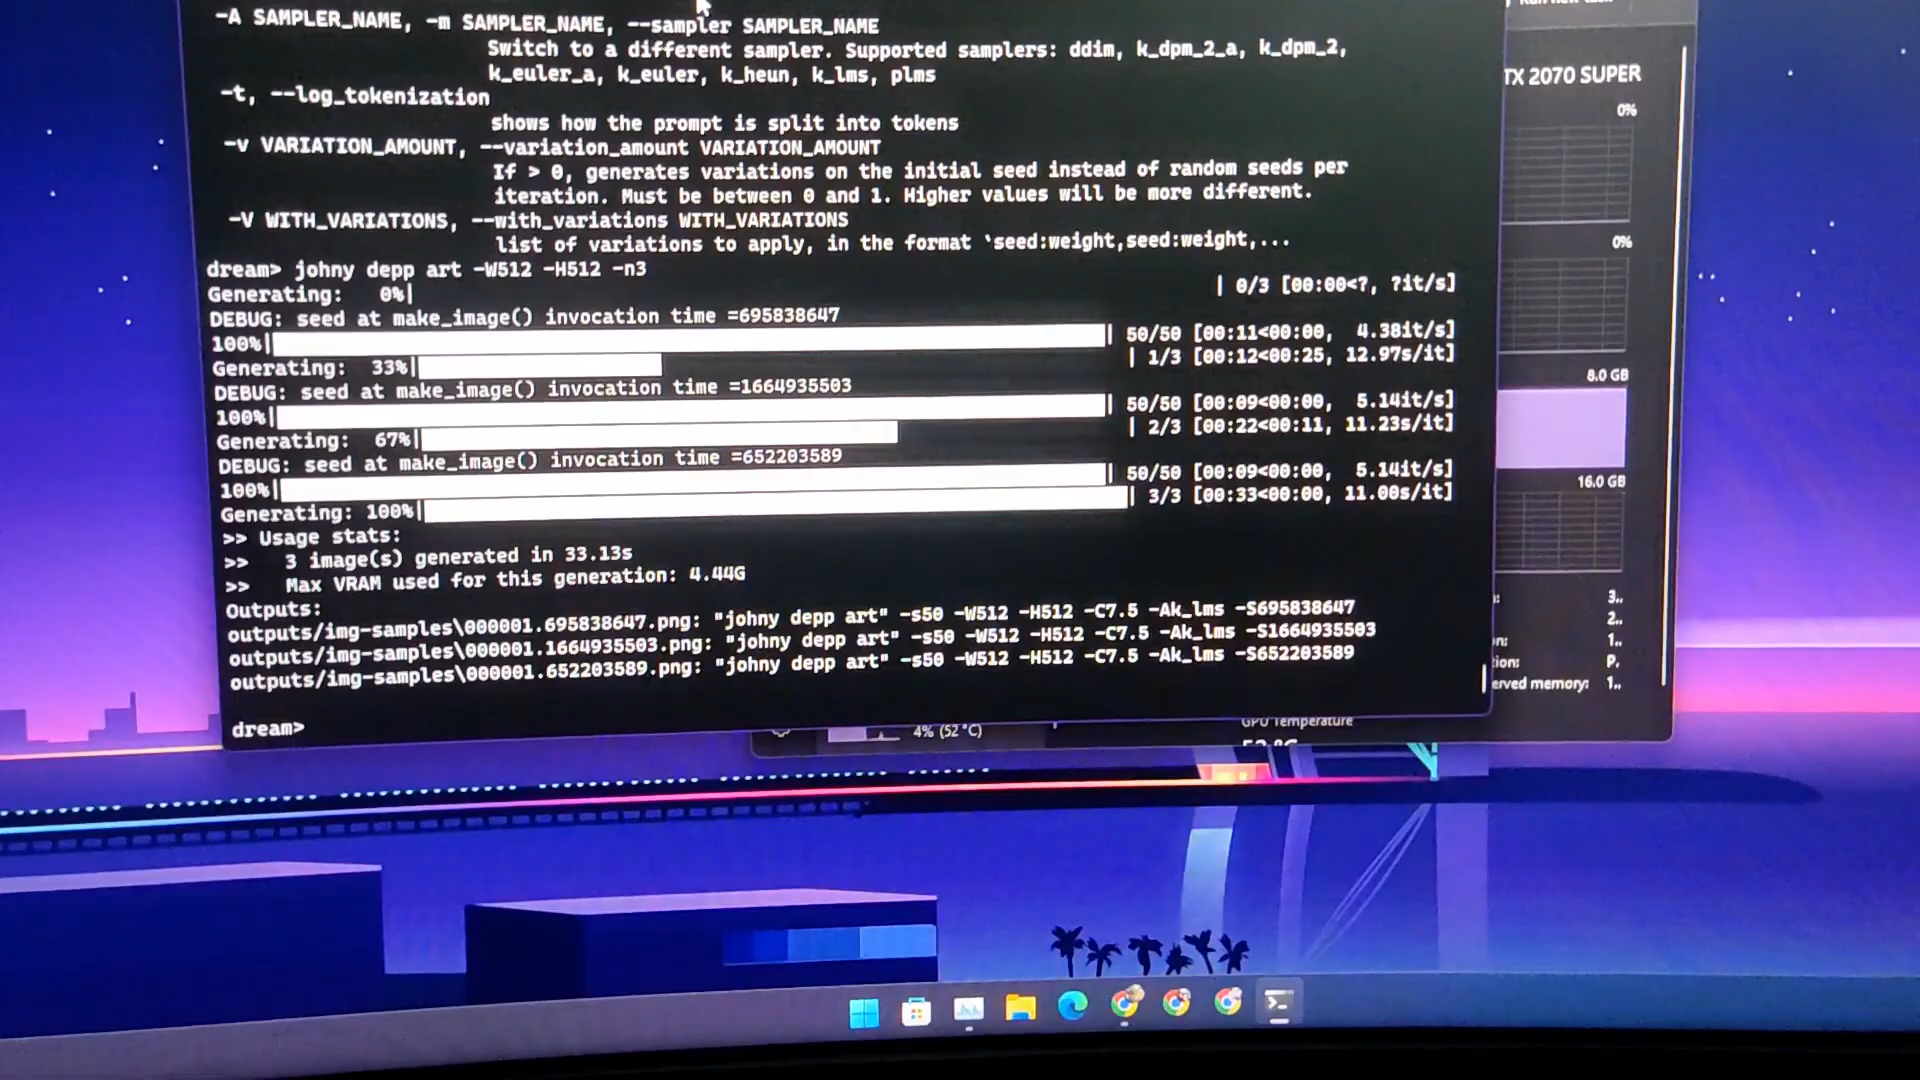 -A SAMPLER_NAME, -m SAMPLER_NAME, --sampler SAMPLER_NAME
Switch to a different sampler. Supported samplers: ddim, k_dpm_2_a, k_dpm_2,
k_euler_a, k_euler, k_heun, k_lms, plms
-t, --log_tokenization
shows how the prompt is split into tokens
-v VARIATION_AMOUNT, --variation_amount VARIATION_AMOUNT
If > 0, generates variations on the initial seed instead of random seeds per
iteration. Must be between 0 and 1. Higher values will be more different.
-V WITH_VARIATIONS, --with_variations WITH_VARIATIONS
list of variations to apply, in the format `seed:weight,seed:weight,...
dream> johny depp art -W512 -H512 -n3
Generating:   0%| | 0/3 [00:00<?, ?it/s]
DEBUG: seed at make_image() invocation time =695838647
100%| | 50/50 [00:11<00:00,  4.38it/s]
Generating:  33%| | 1/3 [00:12<00:25, 12.97s/it]
DEBUG: seed at make_image() invocation time =1664935503
100%| | 50/50 [00:09<00:00,  5.14it/s]
Generating:  67%| | 2/3 [00:22<00:11, 11.23s/it]
DEBUG: seed at make_image() invocation time =652203589
100%| | 50/50 [00:09<00:00,  5.14it/s]
Generating: 100%| | 3/3 [00:33<00:00, 11.00s/it]
>> Usage stats:
>>   3 image(s) generated in 33.13s
>>   Max VRAM used for this generation: 4.44G
Outputs:
outputs/img-samples\000001.695838647.png: "johny depp art" -s50 -W512 -H512 -C7.5 -Ak_lms -S695838647
outputs/img-samples\000001.1664935503.png: "johny depp art" -s50 -W512 -H512 -C7.5 -Ak_lms -S1664935503
outputs/img-samples\000001.652203589.png: "johny depp art" -s50 -W512 -H512 -C7.5 -Ak_lms -S652203589
dream>
TX 2070 SUPER
0%
0%
8.0 GB
16.0 GB
3..
2..
1..
tion: P.
erved memory: 1..
4% (52 °C)
GPU Temperature